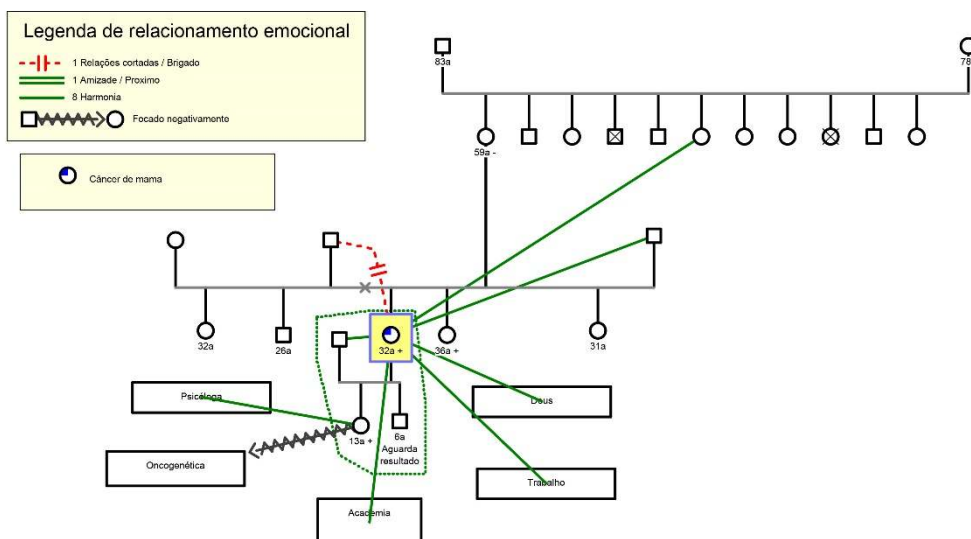 Legenda de relacionamento emocional
1 Relações cortadas / Brigado
1 Amizade / Proximo
8 Harmonia
Focado negativamente
Câncer de mama
83a
78
59a -
32a
26a
32a +
36a +
31a
Psicóloga
Deus
13a +
6a
Aguarda
resultado
Oncogenética
Trabalho
Academia